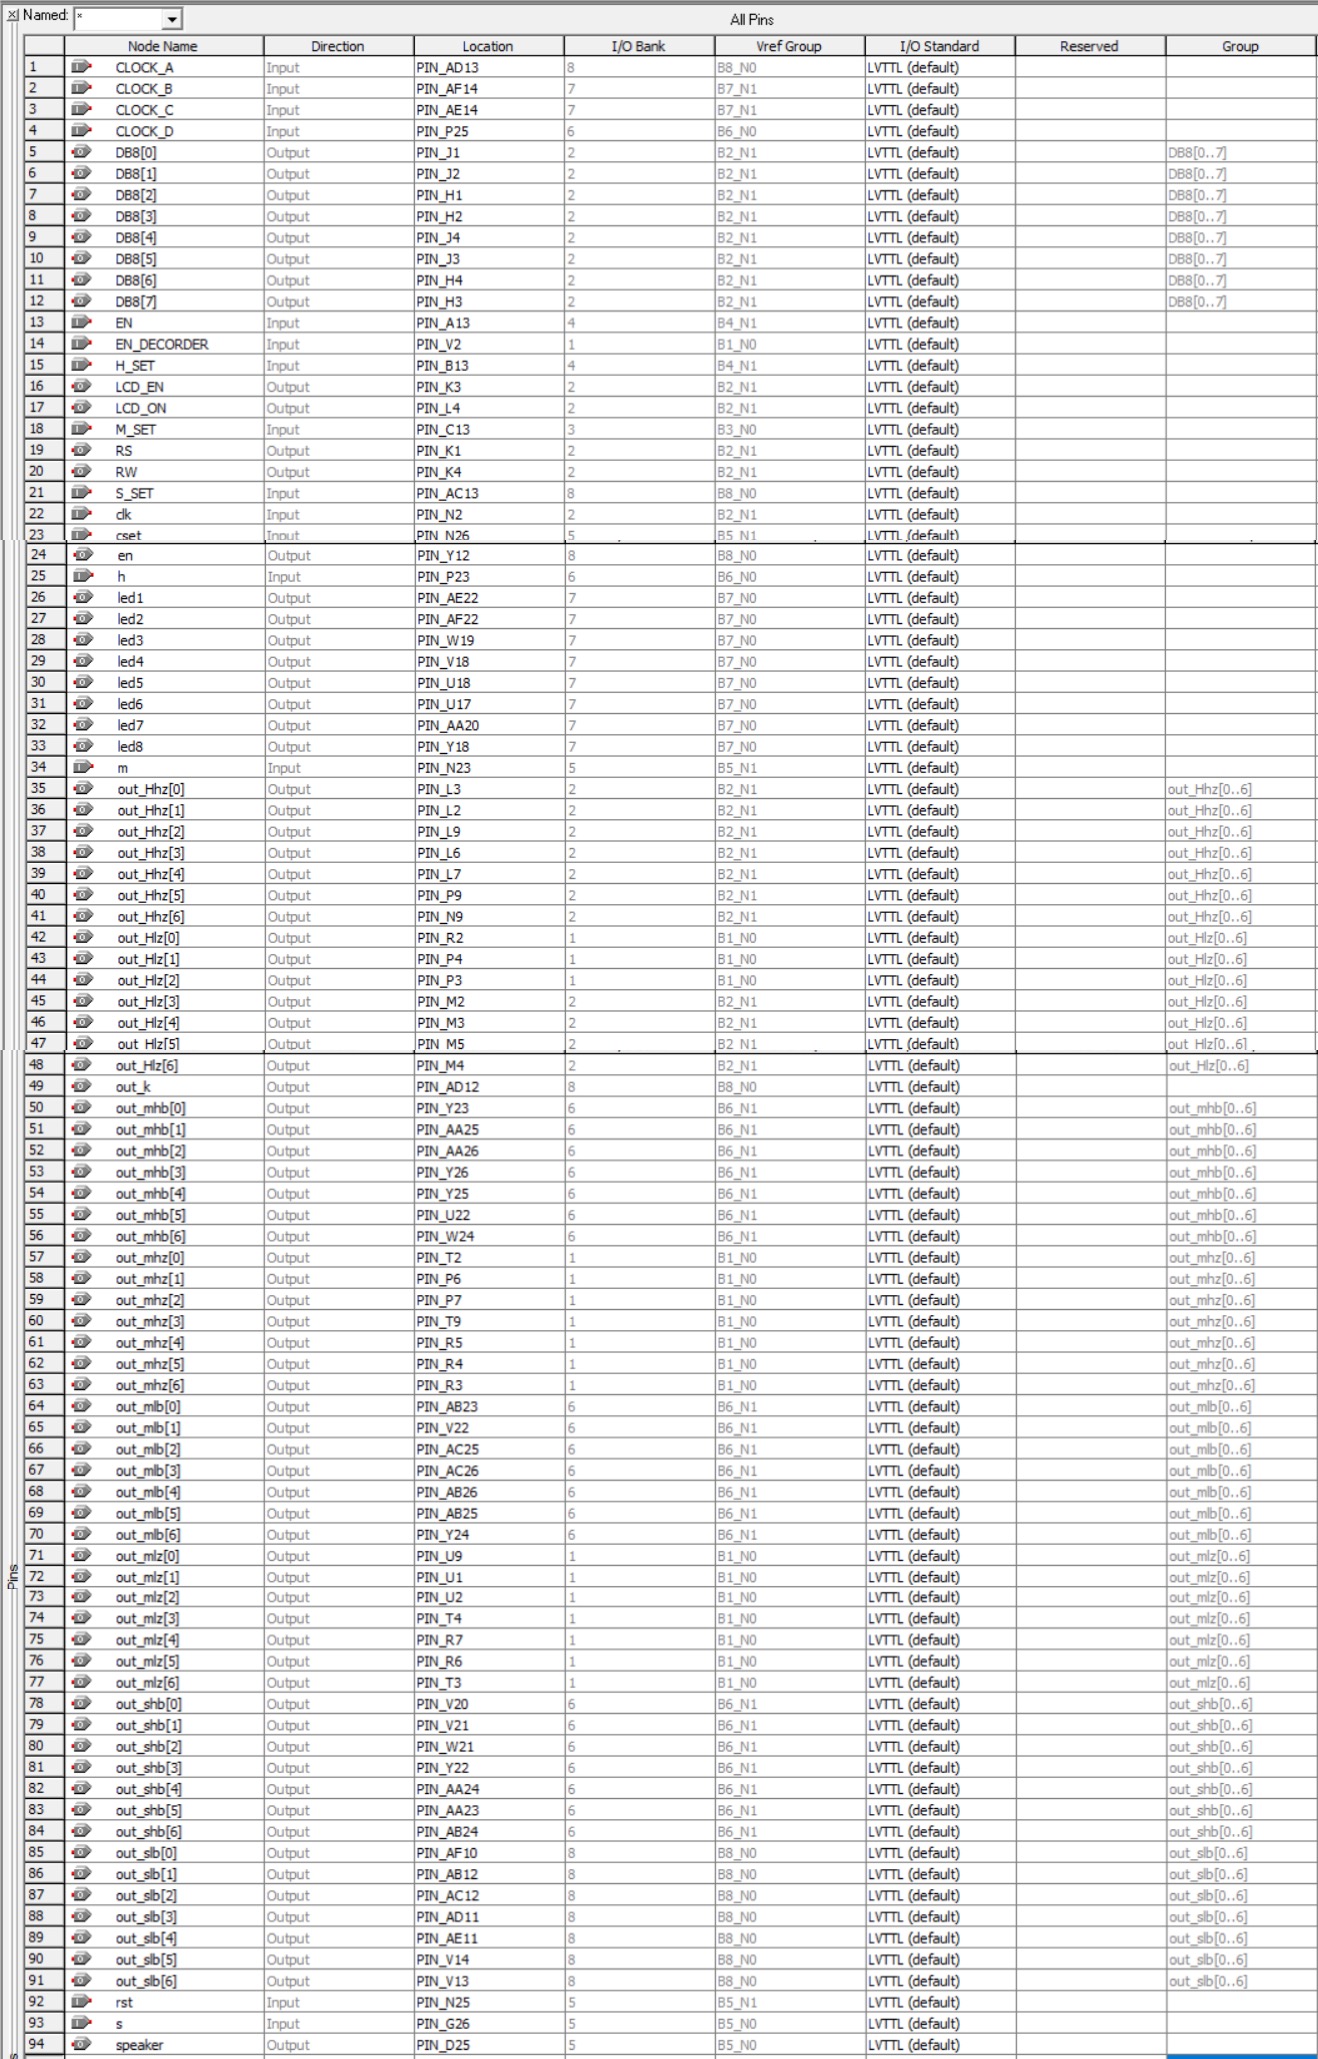 Named: *
All Pins
Node Name Direction Location I/O Bank Vref Group I/O Standard Reserved Group
1 CLOCK_A Input PIN_AD13 8 B8_N0 LVTTL (default)
2 CLOCK_B Input PIN_AF14 7 B7_N1 LVTTL (default)
3 CLOCK_C Input PIN_AE14 7 B7_N1 LVTTL (default)
4 CLOCK_D Input PIN_P25 6 B6_N0 LVTTL (default)
5 DB8[0] Output PIN_J1 2 B2_N1 LVTTL (default) DB8[0..7]
6 DB8[1] Output PIN_J2 2 B2_N1 LVTTL (default) DB8[0..7]
7 DB8[2] Output PIN_H1 2 B2_N1 LVTTL (default) DB8[0..7]
8 DB8[3] Output PIN_H2 2 B2_N1 LVTTL (default) DB8[0..7]
9 DB8[4] Output PIN_J4 2 B2_N1 LVTTL (default) DB8[0..7]
10 DB8[5] Output PIN_J3 2 B2_N1 LVTTL (default) DB8[0..7]
11 DB8[6] Output PIN_H4 2 B2_N1 LVTTL (default) DB8[0..7]
12 DB8[7] Output PIN_H3 2 B2_N1 LVTTL (default) DB8[0..7]
13 EN Input PIN_A13 4 B4_N1 LVTTL (default)
14 EN_DECORDER Input PIN_V2 1 B1_N0 LVTTL (default)
15 H_SET Input PIN_B13 4 B4_N1 LVTTL (default)
16 LCD_EN Output PIN_K3 2 B2_N1 LVTTL (default)
17 LCD_ON Output PIN_L4 2 B2_N1 LVTTL (default)
18 M_SET Input PIN_C13 3 B3_N0 LVTTL (default)
19 RS Output PIN_K1 2 B2_N1 LVTTL (default)
20 RW Output PIN_K4 2 B2_N1 LVTTL (default)
21 S_SET Input PIN_AC13 8 B8_N0 LVTTL (default)
22 clk Input PIN_N2 2 B2_N1 LVTTL (default)
23 cset Input PIN_N26 5 B5_N1 LVTTL (default)
24 en Output PIN_Y12 8 B8_N0 LVTTL (default)
25 h Input PIN_P23 6 B6_N0 LVTTL (default)
26 led1 Output PIN_AE22 7 B7_N0 LVTTL (default)
27 led2 Output PIN_AF22 7 B7_N0 LVTTL (default)
28 led3 Output PIN_W19 7 B7_N0 LVTTL (default)
29 led4 Output PIN_V18 7 B7_N0 LVTTL (default)
30 led5 Output PIN_U18 7 B7_N0 LVTTL (default)
31 led6 Output PIN_U17 7 B7_N0 LVTTL (default)
32 led7 Output PIN_AA20 7 B7_N0 LVTTL (default)
33 led8 Output PIN_Y18 7 B7_N0 LVTTL (default)
34 m Input PIN_N23 5 B5_N1 LVTTL (default)
35 out_Hhz[0] Output PIN_L3 2 B2_N1 LVTTL (default) out_Hhz[0..6]
36 out_Hhz[1] Output PIN_L2 2 B2_N1 LVTTL (default) out_Hhz[0..6]
37 out_Hhz[2] Output PIN_L9 2 B2_N1 LVTTL (default) out_Hhz[0..6]
38 out_Hhz[3] Output PIN_L6 2 B2_N1 LVTTL (default) out_Hhz[0..6]
39 out_Hhz[4] Output PIN_L7 2 B2_N1 LVTTL (default) out_Hhz[0..6]
40 out_Hhz[5] Output PIN_P9 2 B2_N1 LVTTL (default) out_Hhz[0..6]
41 out_Hhz[6] Output PIN_N9 2 B2_N1 LVTTL (default) out_Hhz[0..6]
42 out_Hlz[0] Output PIN_R2 1 B1_N0 LVTTL (default) out_Hlz[0..6]
43 out_Hlz[1] Output PIN_P4 1 B1_N0 LVTTL (default) out_Hlz[0..6]
44 out_Hlz[2] Output PIN_P3 1 B1_N0 LVTTL (default) out_Hlz[0..6]
45 out_Hlz[3] Output PIN_M2 2 B2_N1 LVTTL (default) out_Hlz[0..6]
46 out_Hlz[4] Output PIN_M3 2 B2_N1 LVTTL (default) out_Hlz[0..6]
47 out_Hlz[5] Output PIN_M5 2 B2_N1 LVTTL (default) out_Hlz[0..6]
48 out_Hlz[6] Output PIN_M4 2 B2_N1 LVTTL (default) out_Hlz[0..6]
49 out_k Output PIN_AD12 8 B8_N0 LVTTL (default)
50 out_mhb[0] Output PIN_Y23 6 B6_N1 LVTTL (default) out_mhb[0..6]
51 out_mhb[1] Output PIN_AA25 6 B6_N1 LVTTL (default) out_mhb[0..6]
52 out_mhb[2] Output PIN_AA26 6 B6_N1 LVTTL (default) out_mhb[0..6]
53 out_mhb[3] Output PIN_Y26 6 B6_N1 LVTTL (default) out_mhb[0..6]
54 out_mhb[4] Output PIN_Y25 6 B6_N1 LVTTL (default) out_mhb[0..6]
55 out_mhb[5] Output PIN_U22 6 B6_N1 LVTTL (default) out_mhb[0..6]
56 out_mhb[6] Output PIN_W24 6 B6_N1 LVTTL (default) out_mhb[0..6]
57 out_mhz[0] Output PIN_T2 1 B1_N0 LVTTL (default) out_mhz[0..6]
58 out_mhz[1] Output PIN_P6 1 B1_N0 LVTTL (default) out_mhz[0..6]
59 out_mhz[2] Output PIN_P7 1 B1_N0 LVTTL (default) out_mhz[0..6]
60 out_mhz[3] Output PIN_T9 1 B1_N0 LVTTL (default) out_mhz[0..6]
61 out_mhz[4] Output PIN_R5 1 B1_N0 LVTTL (default) out_mhz[0..6]
62 out_mhz[5] Output PIN_R4 1 B1_N0 LVTTL (default) out_mhz[0..6]
63 out_mhz[6] Output PIN_R3 1 B1_N0 LVTTL (default) out_mhz[0..6]
64 out_mlb[0] Output PIN_AB23 6 B6_N1 LVTTL (default) out_mlb[0..6]
65 out_mlb[1] Output PIN_V22 6 B6_N1 LVTTL (default) out_mlb[0..6]
66 out_mlb[2] Output PIN_AC25 6 B6_N1 LVTTL (default) out_mlb[0..6]
67 out_mlb[3] Output PIN_AC26 6 B6_N1 LVTTL (default) out_mlb[0..6]
68 out_mlb[4] Output PIN_AB26 6 B6_N1 LVTTL (default) out_mlb[0..6]
69 out_mlb[5] Output PIN_AB25 6 B6_N1 LVTTL (default) out_mlb[0..6]
70 out_mlb[6] Output PIN_Y24 6 B6_N1 LVTTL (default) out_mlb[0..6]
71 out_mlz[0] Output PIN_U9 1 B1_N0 LVTTL (default) out_mlz[0..6]
Pins
72 out_mlz[1] Output PIN_U1 1 B1_N0 LVTTL (default) out_mlz[0..6]
73 out_mlz[2] Output PIN_U2 1 B1_N0 LVTTL (default) out_mlz[0..6]
74 out_mlz[3] Output PIN_T4 1 B1_N0 LVTTL (default) out_mlz[0..6]
75 out_mlz[4] Output PIN_R7 1 B1_N0 LVTTL (default) out_mlz[0..6]
76 out_mlz[5] Output PIN_R6 1 B1_N0 LVTTL (default) out_mlz[0..6]
77 out_mlz[6] Output PIN_T3 1 B1_N0 LVTTL (default) out_mlz[0..6]
78 out_shb[0] Output PIN_V20 6 B6_N1 LVTTL (default) out_shb[0..6]
79 out_shb[1] Output PIN_V21 6 B6_N1 LVTTL (default) out_shb[0..6]
80 out_shb[2] Output PIN_W21 6 B6_N1 LVTTL (default) out_shb[0..6]
81 out_shb[3] Output PIN_Y22 6 B6_N1 LVTTL (default) out_shb[0..6]
82 out_shb[4] Output PIN_AA24 6 B6_N1 LVTTL (default) out_shb[0..6]
83 out_shb[5] Output PIN_AA23 6 B6_N1 LVTTL (default) out_shb[0..6]
84 out_shb[6] Output PIN_AB24 6 B6_N1 LVTTL (default) out_shb[0..6]
85 out_slb[0] Output PIN_AF10 8 B8_N0 LVTTL (default) out_slb[0..6]
86 out_slb[1] Output PIN_AB12 8 B8_N0 LVTTL (default) out_slb[0..6]
87 out_slb[2] Output PIN_AC12 8 B8_N0 LVTTL (default) out_slb[0..6]
88 out_slb[3] Output PIN_AD11 8 B8_N0 LVTTL (default) out_slb[0..6]
89 out_slb[4] Output PIN_AE11 8 B8_N0 LVTTL (default) out_slb[0..6]
90 out_slb[5] Output PIN_V14 8 B8_N0 LVTTL (default) out_slb[0..6]
91 out_slb[6] Output PIN_V13 8 B8_N0 LVTTL (default) out_slb[0..6]
92 rst Input PIN_N25 5 B5_N1 LVTTL (default)
93 s Input PIN_G26 5 B5_N0 LVTTL (default)
94 speaker Output PIN_D25 5 B5_N0 LVTTL (default)